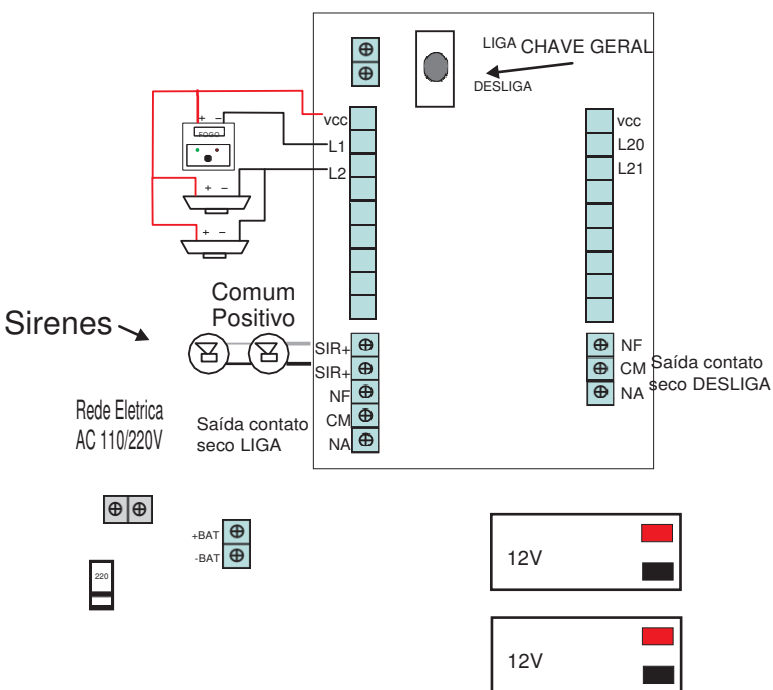 LIGA CHAVE GERAL
DESLIGA
+ −
FOGO
vcc
L1
L2
+ −
+ −
vcc
L20
L21
Comum
Positivo
Sirenes
SIR+
SIR+
NF
CM
NA
NF
CM
NA
Saída contato
seco DESLIGA
Rede Eletrica
AC 110/220V
Saída contato
seco LIGA
+BAT
-BAT
220
12V
12V